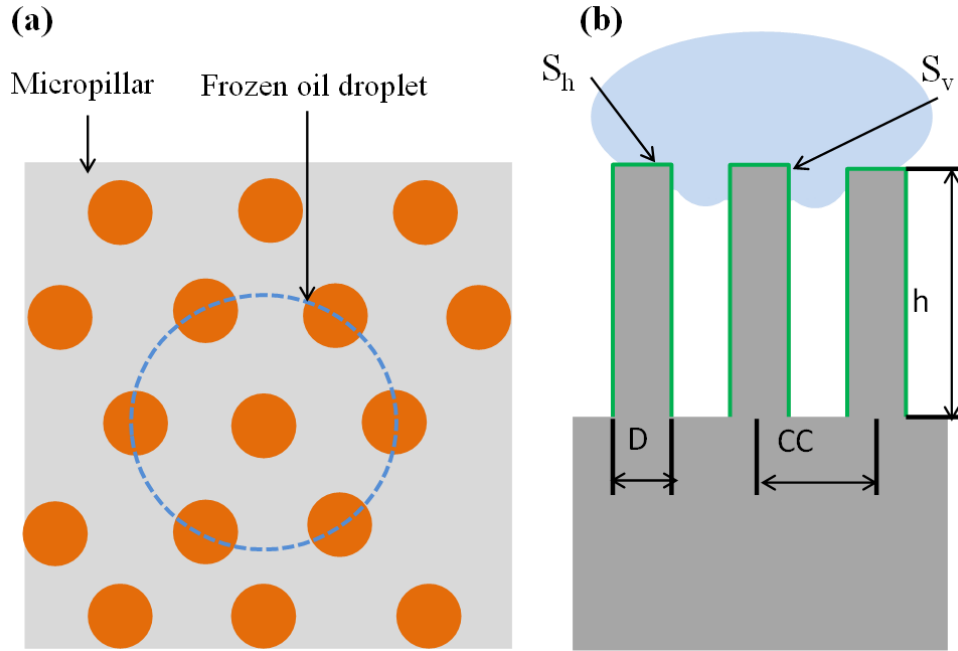 (a)
(b)
Micropillar
Frozen oil droplet
Sh
Sv
h
D
CC